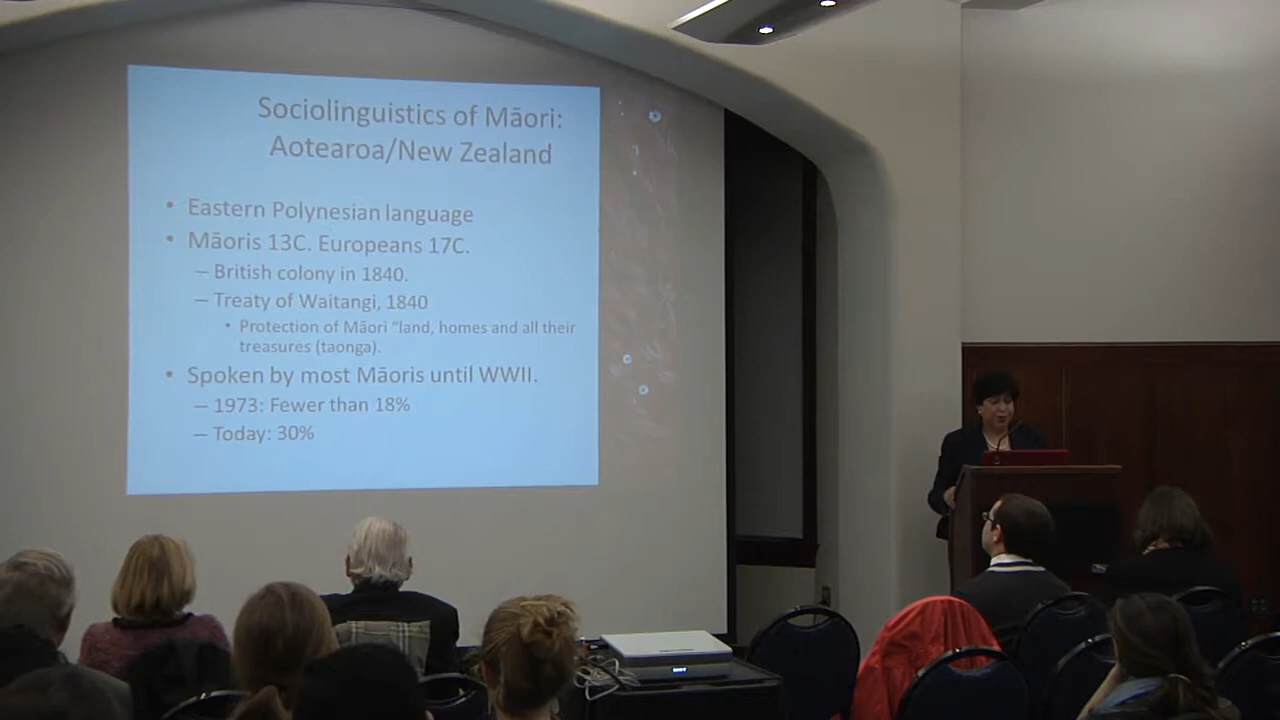 Sociolinguistics of Māori:
Aotearoa/New Zealand
• Eastern Polynesian language
• Māoris 13C. Europeans 17C.
– British colony in 1840.
– Treaty of Waitangi, 1840
• Protection of Māori “land, homes and all their
treasures (taonga).
• Spoken by most Māoris until WWII.
– 1973: Fewer than 18%
– Today: 30%